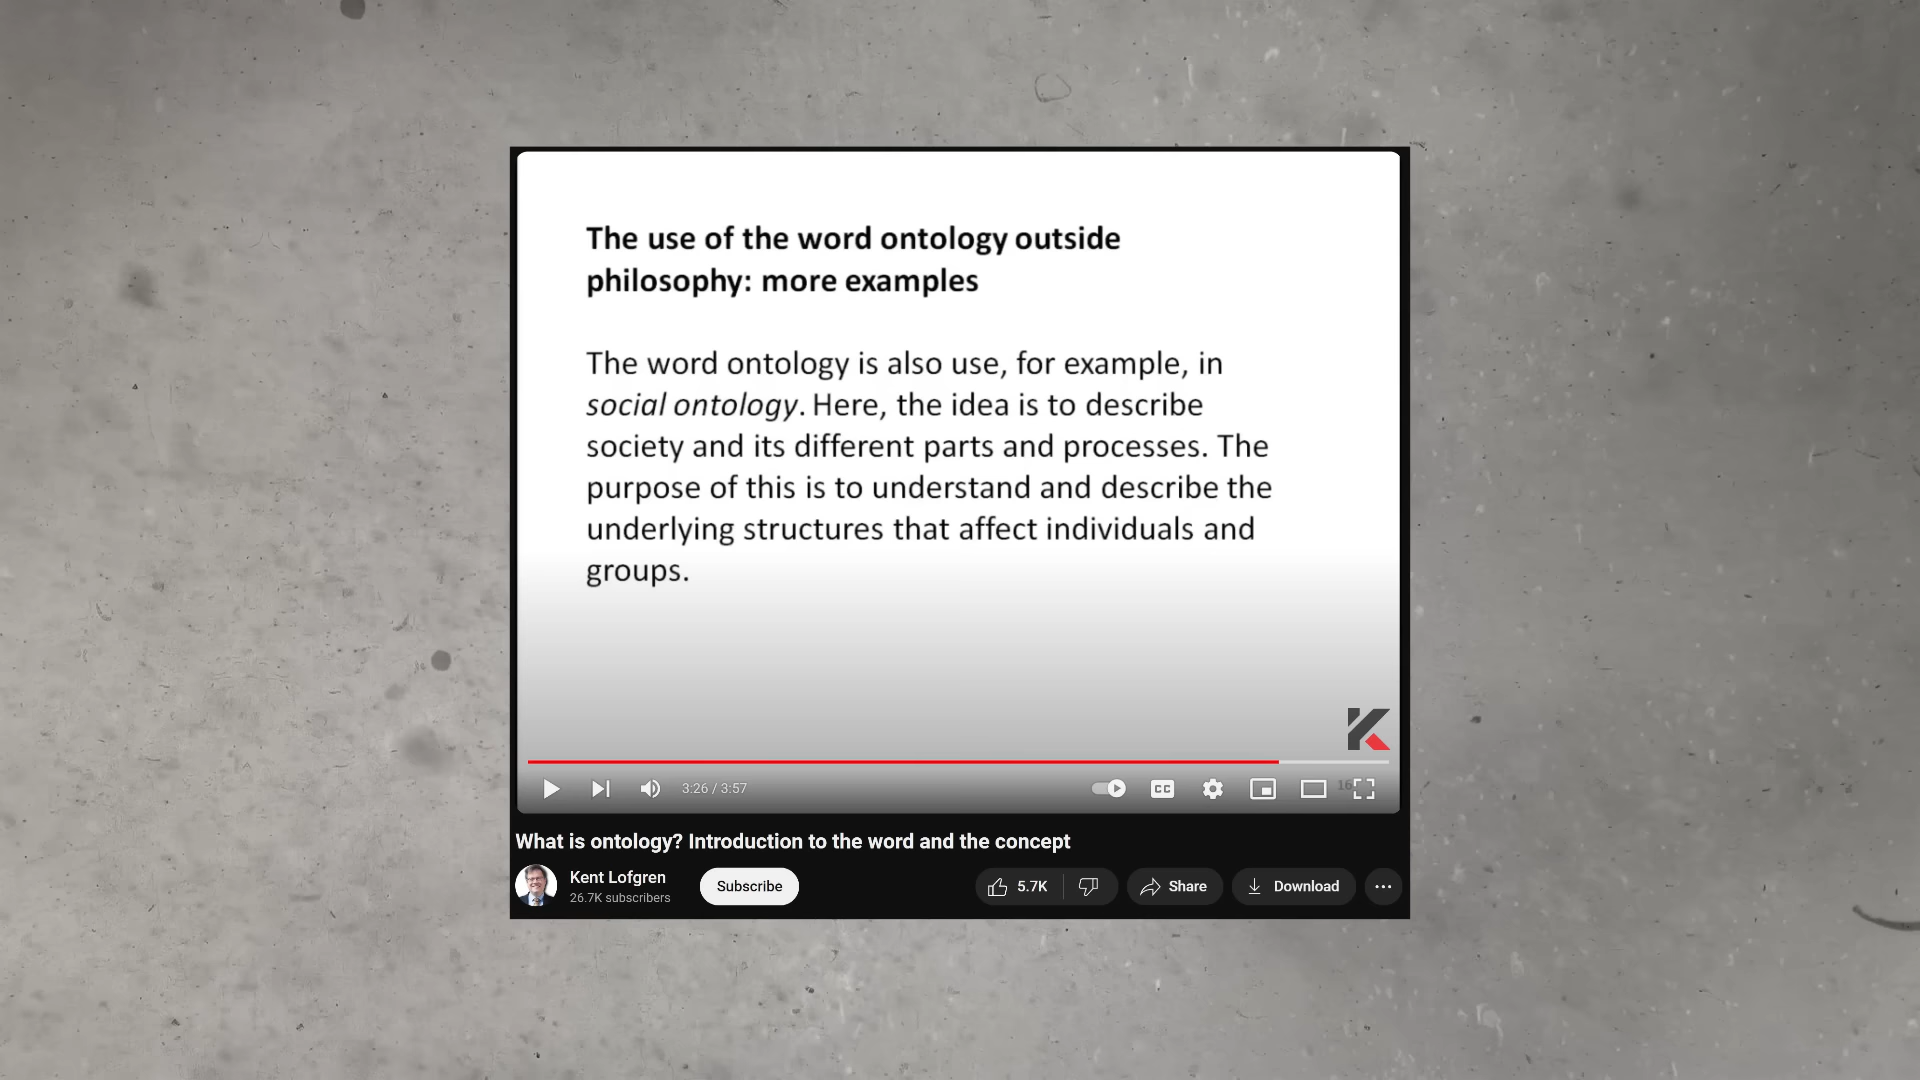 The use of the word ontology outside
philosophy: more examples
The word ontology is also use, for example, in
social ontology. Here, the idea is to describe
society and its different parts and processes. The
purpose of this is to understand and describe the
underlying structures that affect individuals and
groups.
K
3:26 / 3:57
CC
16
What is ontology? Introduction to the word and the concept
Kent Lofgren
26.7K subscribers
Subscribe
5.7K
Share
Download